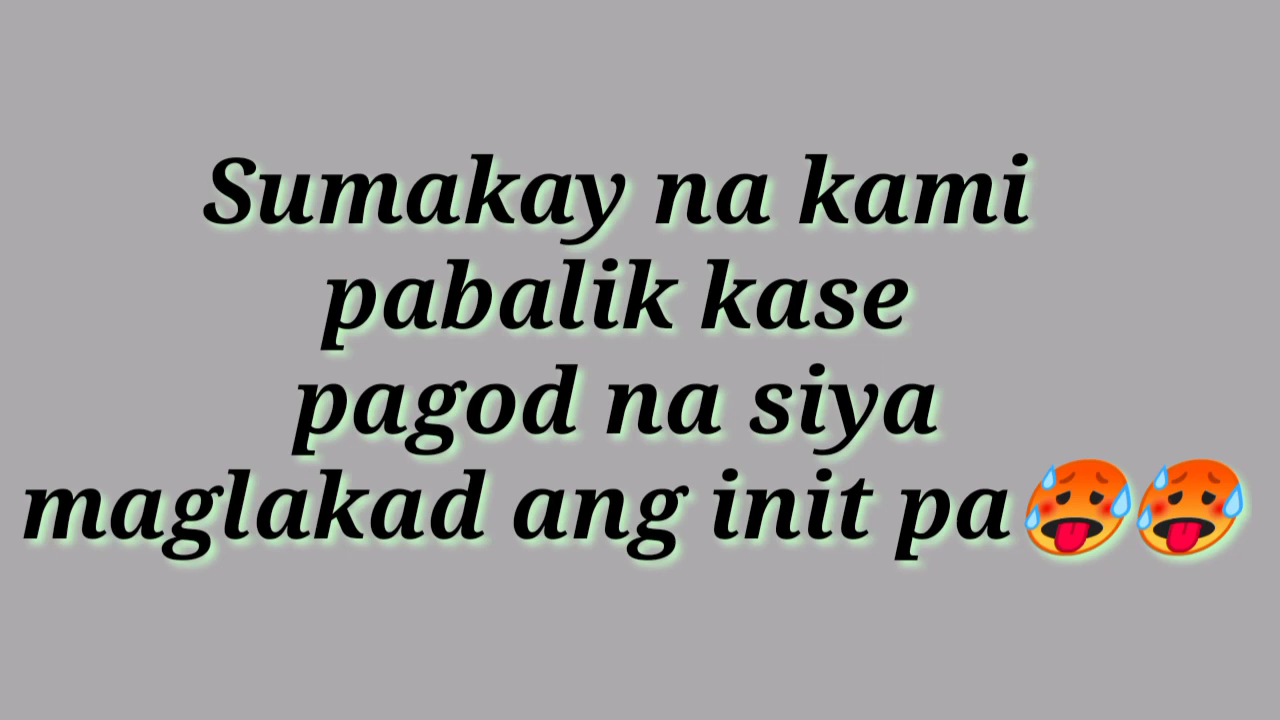 Sumakay na kami
pabalik kase
pagod na siya
maglakad ang init pa🥵🥵